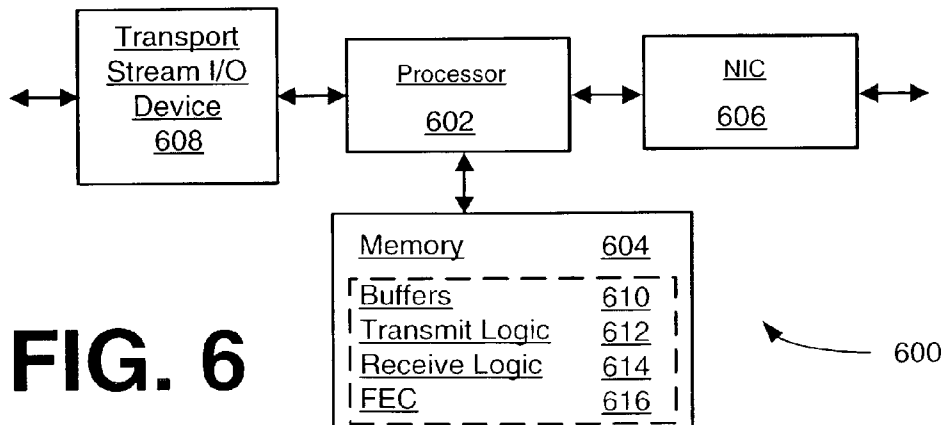 Transport
Stream I/O
Device
608
Processor
602
NIC
606
Memory 604
Buffers 610
Transmit Logic 612
Receive Logic 614
FEC 616
600
FIG. 6